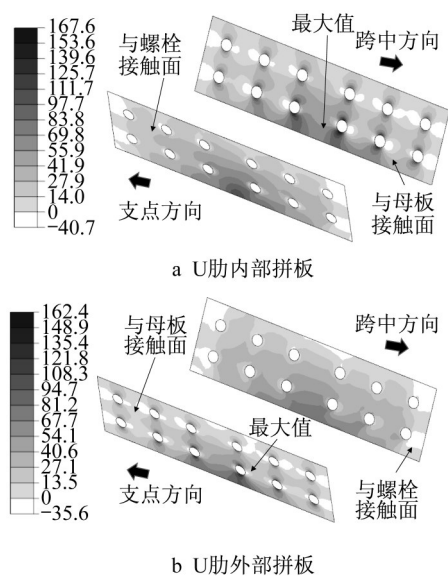 167.6
153.6
139.6
125.7
111.7
97.7
83.8
69.8
55.9
41.9
27.9
14.0
0
−40.7
与螺栓
接触面
最大值
跨中方向
支点方向
与母板
接触面
a U肋内部拼板
162.4
148.9
135.4
121.8
108.3
94.7
81.2
67.7
54.1
40.6
27.1
13.5
0
−35.6
与母板
接触面
跨中方向
最大值
支点方向
与螺栓
接触面
b U肋外部拼板